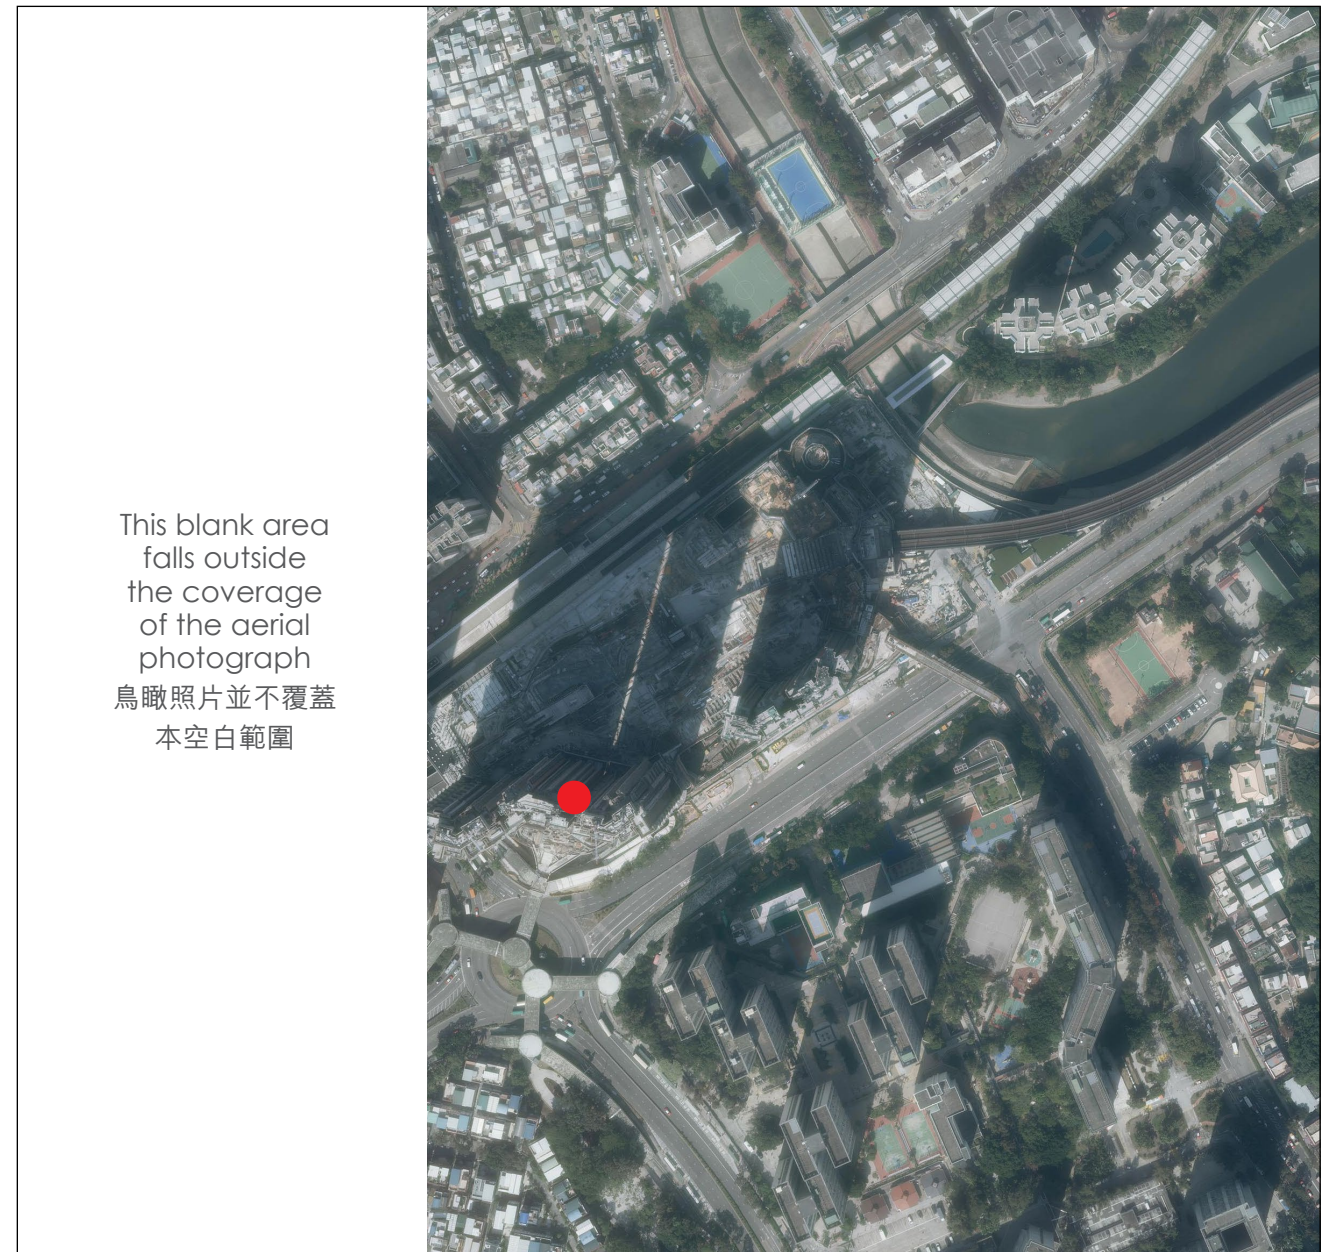 This blank area
falls outside
the coverage
of the aerial
photograph
鳥瞰照片並不覆蓋
本空白範圍